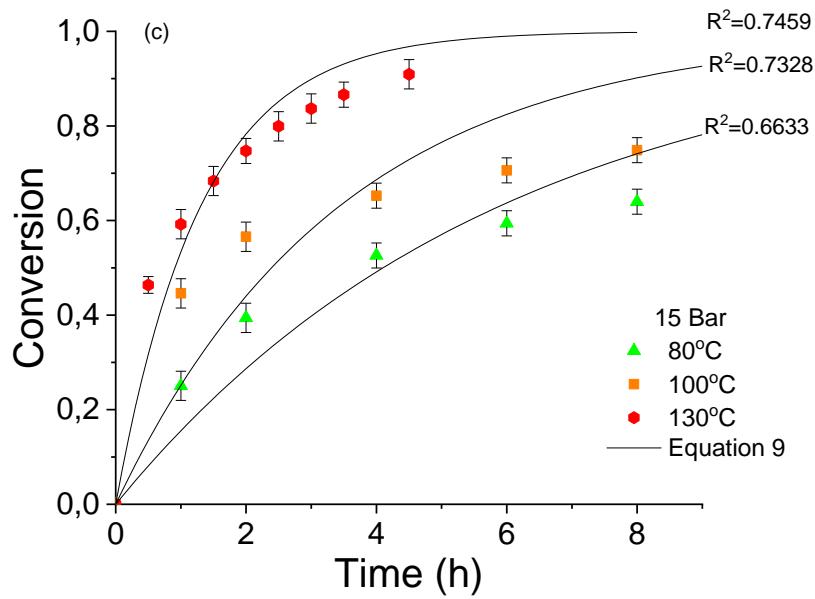 (c)
R²=0.7459
R²=0.7328
R²=0.6633
1,0
0,8
0,6
0,4
0,2
0,0
Conversion
15 Bar
80°C
100°C
130°C
Equation 9
0 2 4 6 8
Time (h)